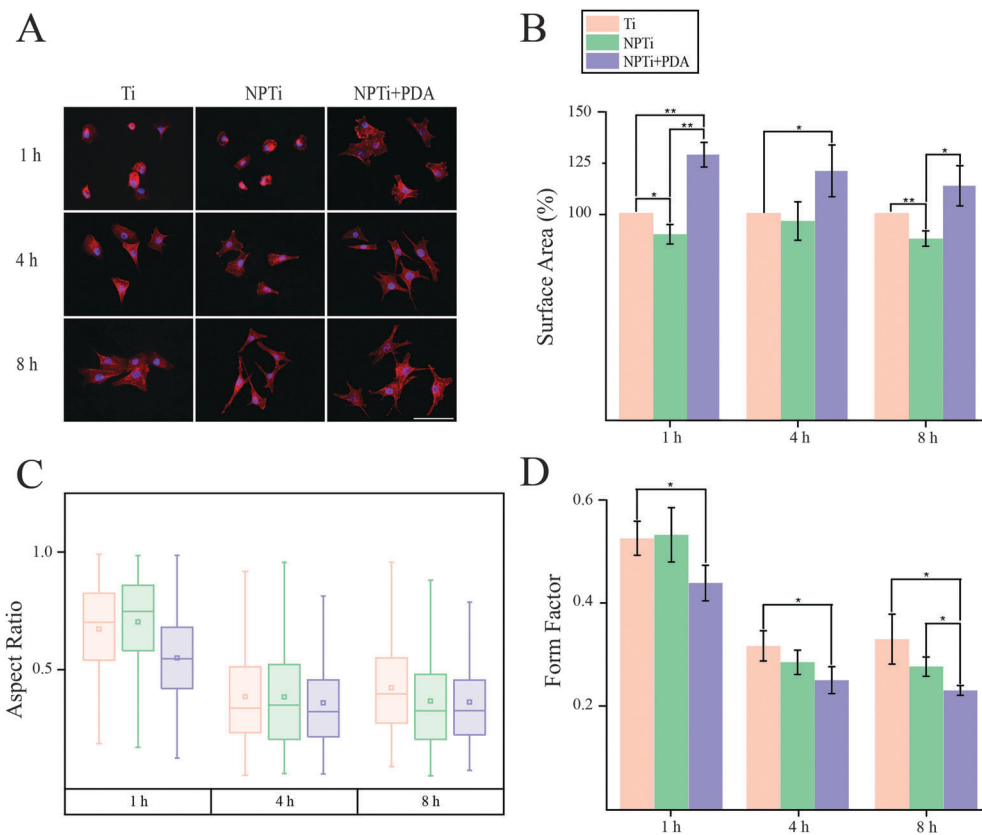 A
Ti NPTi NPTi+PDA
1 h
4 h
8 h
B
Ti
NPTi
NPTi+PDA
Surface Area (%)
150
125
100
** ** * * * **
1 h 4 h 8 h
C
Aspect Ratio
1.0
0.5
1 h 4 h 8 h
D
Form Factor
0.6
0.4
0.2
* * * *
1 h 4 h 8 h